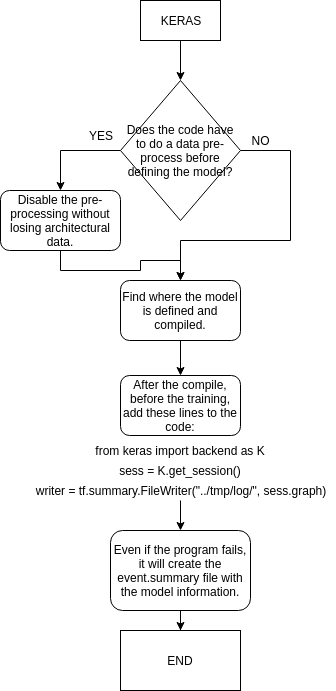 KERAS
Does the code have
to do a data pre-
process before
defining the model?
YES
NO
Disable the pre-
processing without
losing architectural
data.
Find where the model
is defined and
compiled.
After the compile,
before the training,
add these lines to the
code:
from keras import backend as K
sess = K.get_session()
writer = tf.summary.FileWriter("../tmp/log/", sess.graph)
Even if the program fails,
it will create the
event.summary file with
the model information.
END